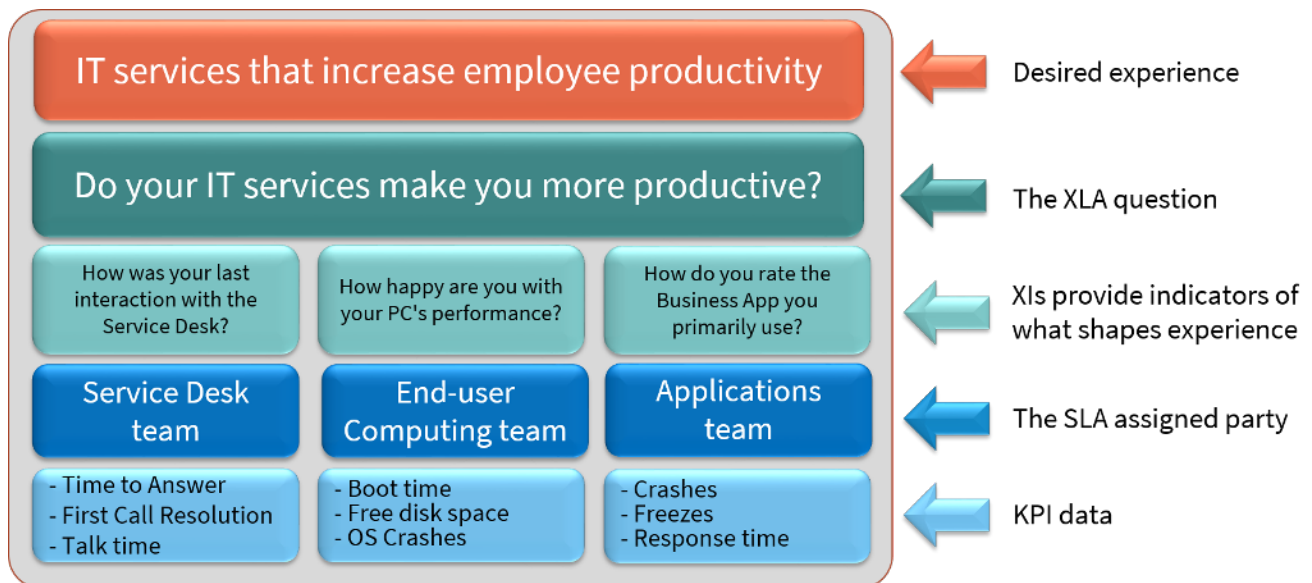 IT services that increase employee productivity
Desired experience
Do your IT services make you more productive?
The XLA question
How was your last
interaction with the
Service Desk?
How happy are you with
your PC's performance?
How do you rate the
Business App you
primarily use?
XIs provide indicators of
what shapes experience
Service Desk
team
End-user
Computing team
Applications
team
The SLA assigned party
- Time to Answer
- First Call Resolution
- Talk time
- Boot time
- Free disk space
- OS Crashes
- Crashes
- Freezes
- Response time
KPI data